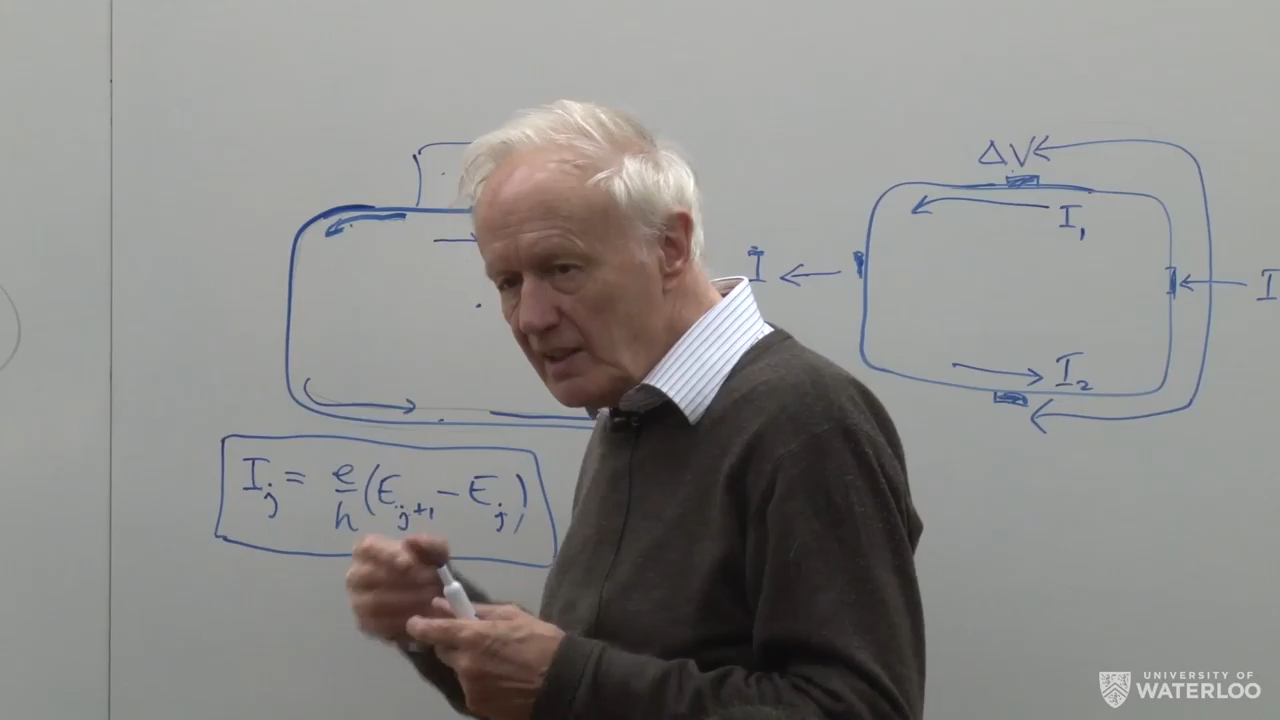 ΔV
I₁
I
I
I₂
Iⱼ = e/h (Eⱼ₊₁ - Eⱼ)
UNIVERSITY OF
WATERLOO